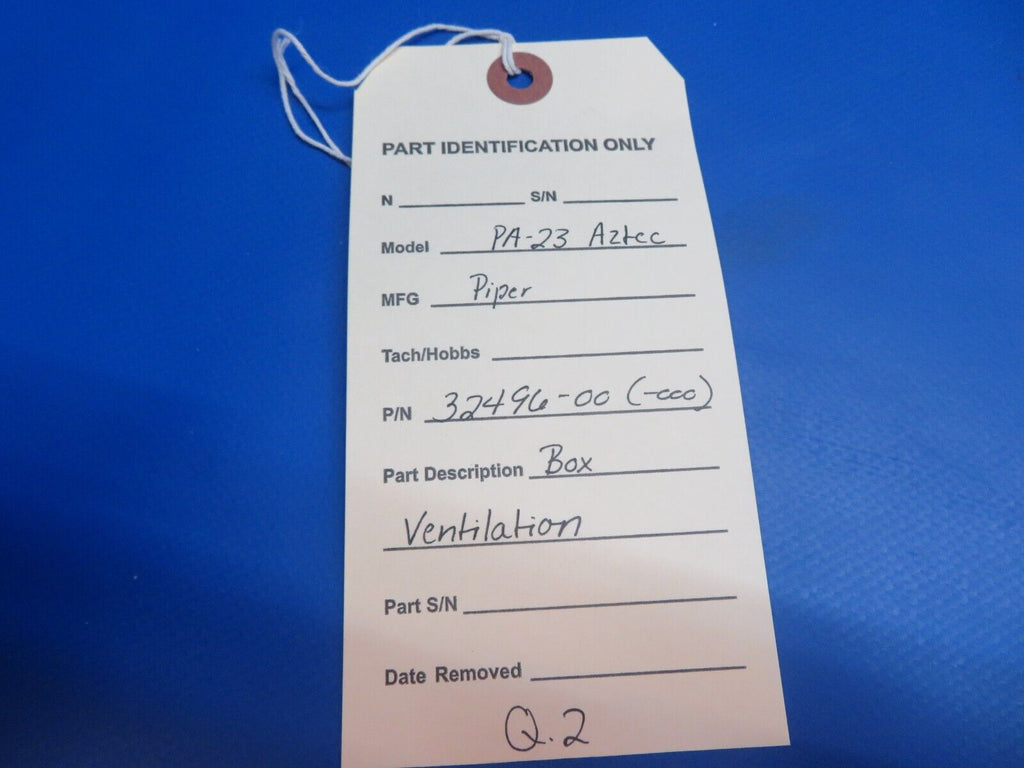 PART IDENTIFICATION ONLY
N S/N
Model PA-23 Aztec
MFG Piper
Tach/Hobbs
P/N 32496-00 (-000)
Part Description Box
Ventilation
Part S/N
Date Removed
Q.2